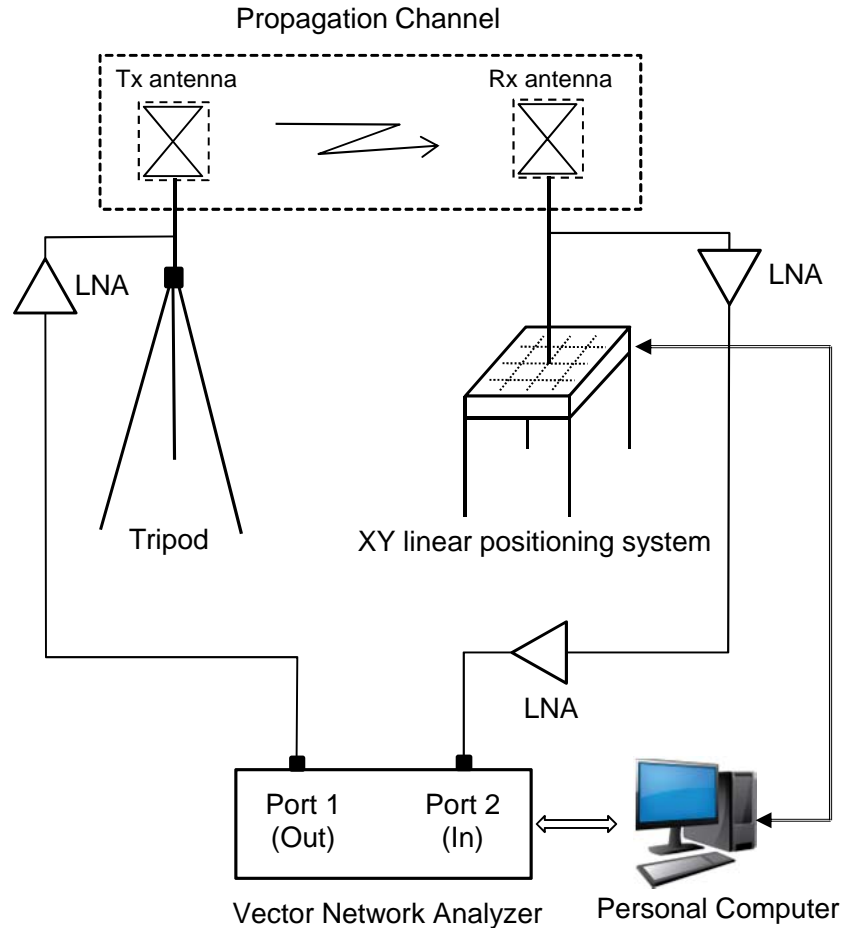 Propagation Channel
Tx antenna
Rx antenna
LNA
LNA
Tripod
XY linear positioning system
LNA
Port 1
(Out)
Port 2
(In)
Vector Network Analyzer
Personal Computer